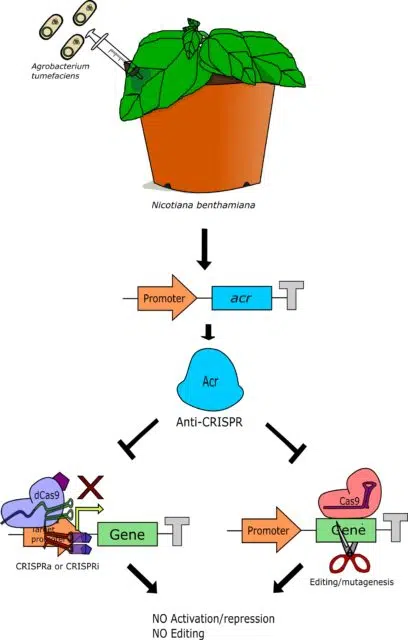 Agrobacterium
tumefaciens
Nicotiana benthamiana
Promoter
acr
T
Acr
Anti-CRISPR
dCas9
Target
promoter
Gene
T
CRISPRa or CRISPRi
Cas9
Promoter
Gene
T
Editing/mutagenesis
NO Activation/repression
NO Editing